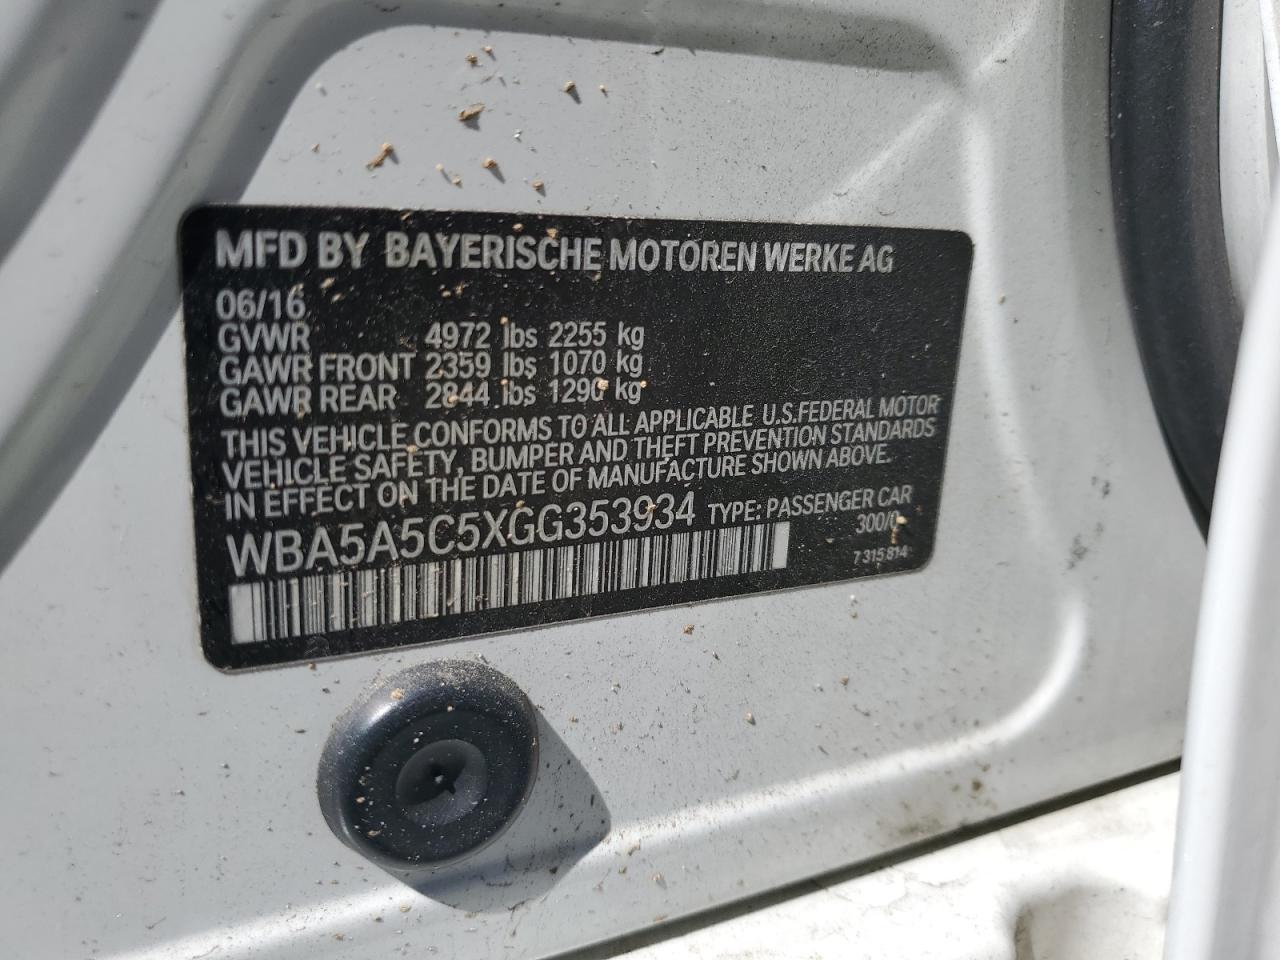 MFD BY BAYERISCHE MOTOREN WERKE AG
06/16
GVWR 4972 lbs 2255 kg
GAWR FRONT 2359 lbs 1070 kg
GAWR REAR 2844 lbs 1290 kg
THIS VEHICLE CONFORMS TO ALL APPLICABLE U.S.FEDERAL MOTOR
VEHICLE SAFETY, BUMPER AND THEFT PREVENTION STANDARDS
IN EFFECT ON THE DATE OF MANUFACTURE SHOWN ABOVE.
WBA5A5C5XGG353934 TYPE: PASSENGER CAR
300/0
7 315 814